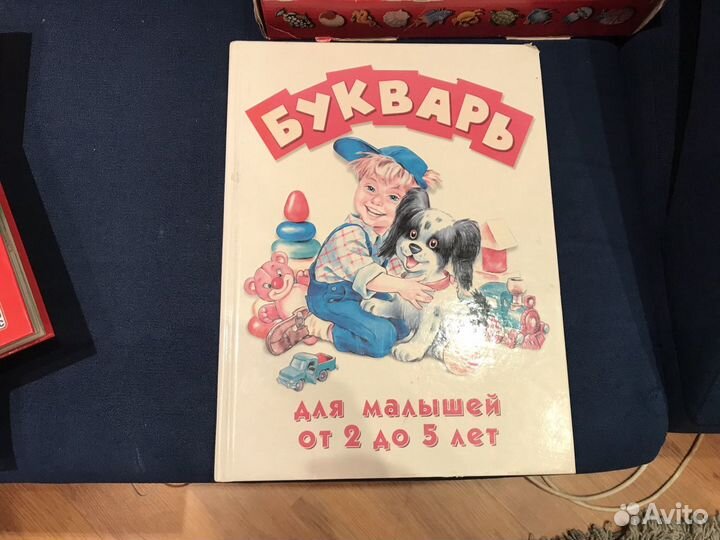 БУКВАРЬ
для малышей
от 2 до 5 лет
Avito